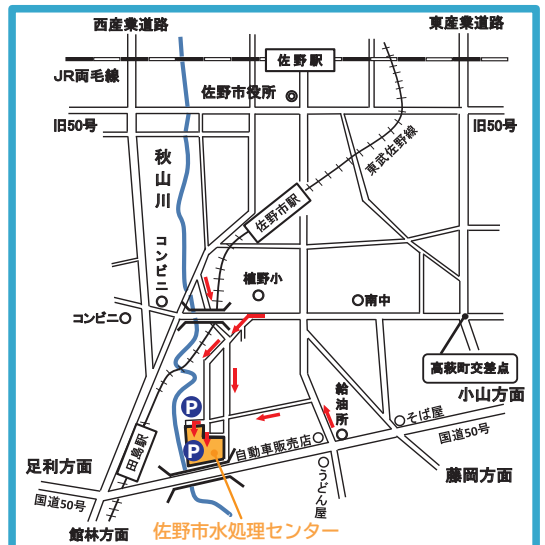 西産業道路
東産業道路
佐野駅
JR両毛線
佐野市役所
旧50号
旧50号
東武佐野線
秋山川
佐野市駅
コンビニ
植野小
南中
コンビニ
高萩町交差点
小山方面
給油所
そば屋
国道50号
P
P
田島駅
自動車販売店
うどん屋
足利方面
藤岡方面
国道50号
館林方面
佐野市水処理センター